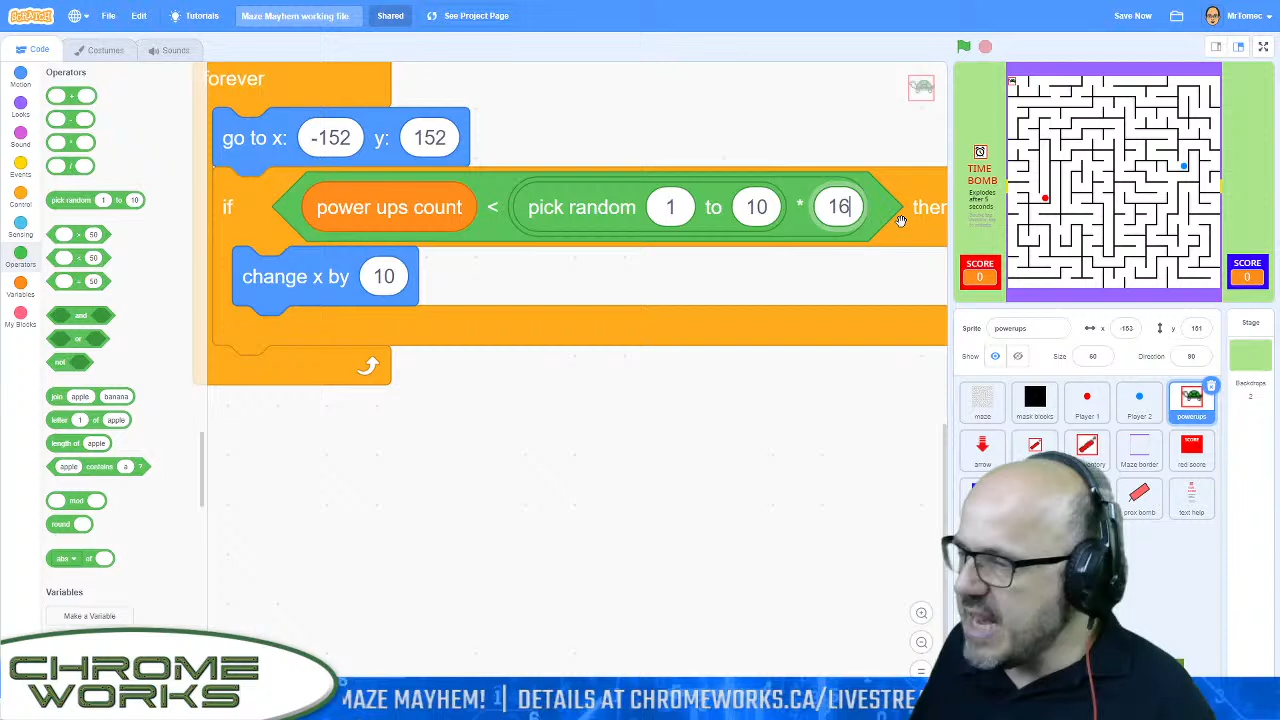 SCRATCH
File
Edit
Tutorials
Maze Mayhem working file
Shared
See Project Page
Save Now
MrTomec
Code
Costumes
Sounds
Motion
Looks
Sound
Events
Control
Sensing
Operators
Variables
My Blocks
Operators
+
-
*
/
pick random 1 to 10
> 50
< 50
= 50
and
or
not
join apple banana
letter 1 of apple
length of apple
apple contains a ?
mod
round
abs of
Variables
Make a Variable
forever
go to x: -152 y: 152
if power ups count < pick random 1 to 10 * 16 then
change x by 10
TIME
BOMB
Explodes
after 5
seconds
SCORE
0
SCORE
0
Sprite
powerups
x
-153
y
Show
Size
60
Direction
90
Stage
Backdrops
2
maze
mask blocks
Player 1
Player 2
powerups
arrow
Maze border
red score
prox bomb
text help
CHROME
WORKS
MAZE MAYHEM! | DETAILS AT CHROMEWORKS.CA/LIVESTRE